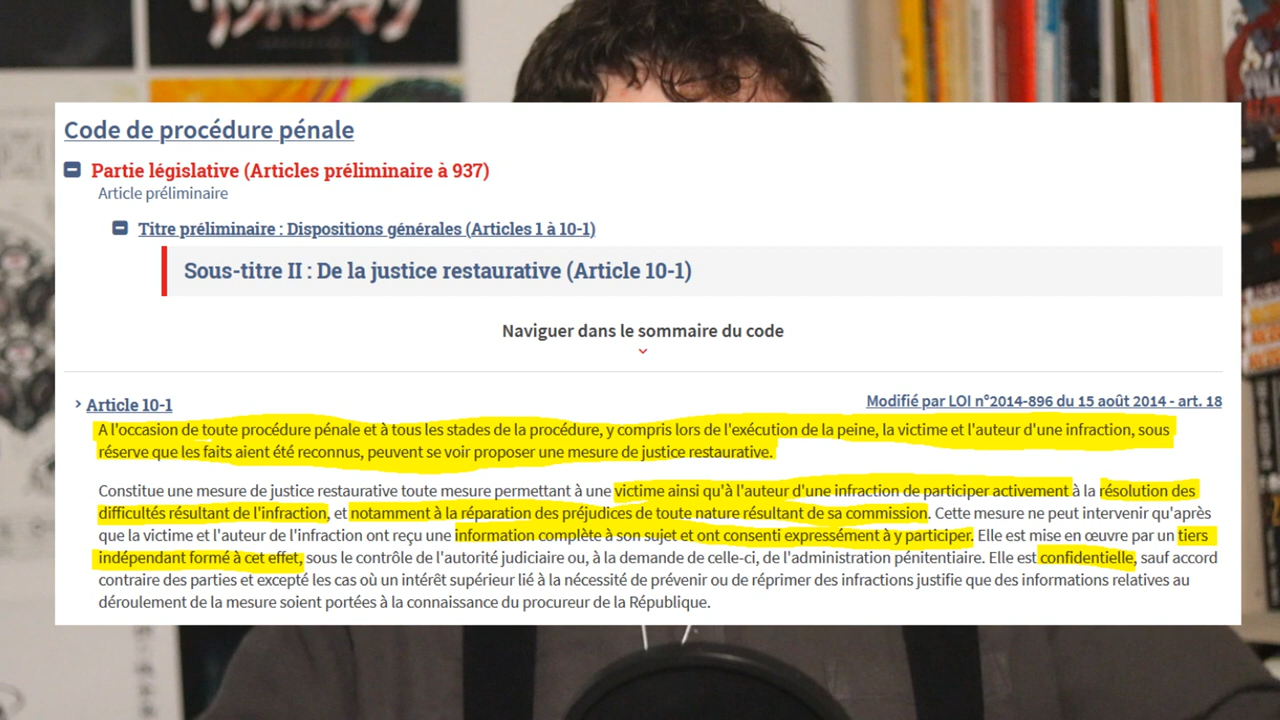 Code de procédure pénale
Partie législative (Articles préliminaire à 937)
Article préliminaire
Titre préliminaire : Dispositions générales (Articles 1 à 10-1)
Sous-titre II : De la justice restaurative (Article 10-1)
Naviguer dans le sommaire du code
Article 10-1
Modifié par LOI n°2014-896 du 15 août 2014 - art. 18
A l'occasion de toute procédure pénale et à tous les stades de la procédure, y compris lors de l'exécution de la peine, la victime et l'auteur d'une infraction, sous
réserve que les faits aient été reconnus, peuvent se voir proposer une mesure de justice restaurative.
Constitue une mesure de justice restaurative toute mesure permettant à une victime ainsi qu'à l'auteur d'une infraction de participer activement à la résolution des
difficultés résultant de l'infraction, et notamment à la réparation des préjudices de toute nature résultant de sa commission. Cette mesure ne peut intervenir qu'après
que la victime et l'auteur de l'infraction ont reçu une information complète à son sujet et ont consenti expressément à y participer. Elle est mise en œuvre par un tiers
indépendant formé à cet effet, sous le contrôle de l'autorité judiciaire ou, à la demande de celle-ci, de l'administration pénitentiaire. Elle est confidentielle, sauf accord
contraire des parties et excepté les cas où un intérêt supérieur lié à la nécessité de prévenir ou de réprimer des infractions justifie que des informations relatives au
déroulement de la mesure soient portées à la connaissance du procureur de la République.